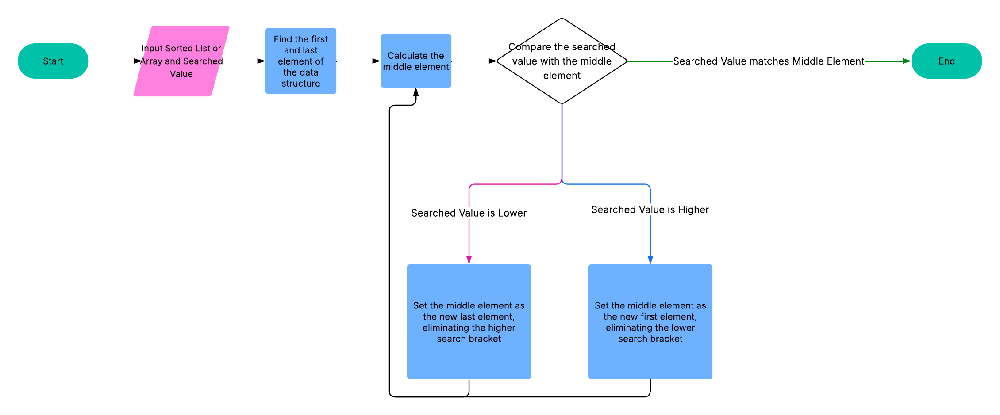 Start
Input Sorted List or
Array and Searched
Value
Find the first
and last
element of
the data
structure
Calculate the
middle element
Compare the searched
value with the middle
element
Searched Value matches Middle Element
End
Searched Value is Lower
Searched Value is Higher
Set the middle element as
the new last element,
eliminating the higher
search bracket
Set the middle element as
the new first element,
eliminating the lower
search bracket